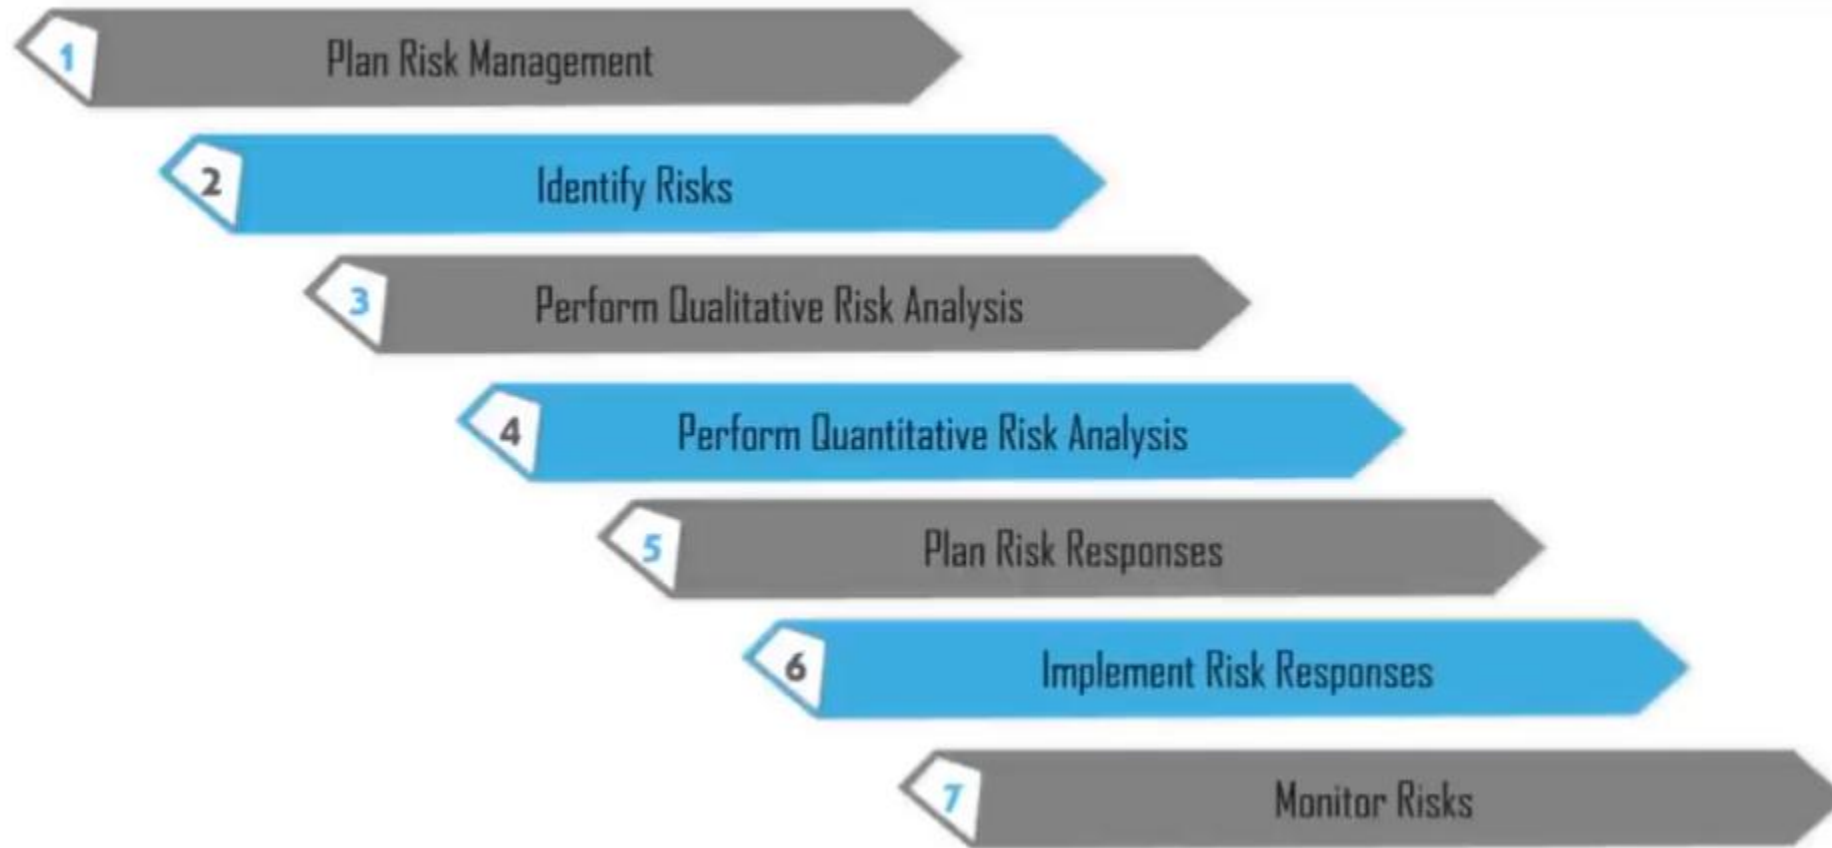 1 Plan Risk Management
2 Identify Risks
3 Perform Qualitative Risk Analysis
4 Perform Quantitative Risk Analysis
5 Plan Risk Responses
6 Implement Risk Responses
7 Monitor Risks